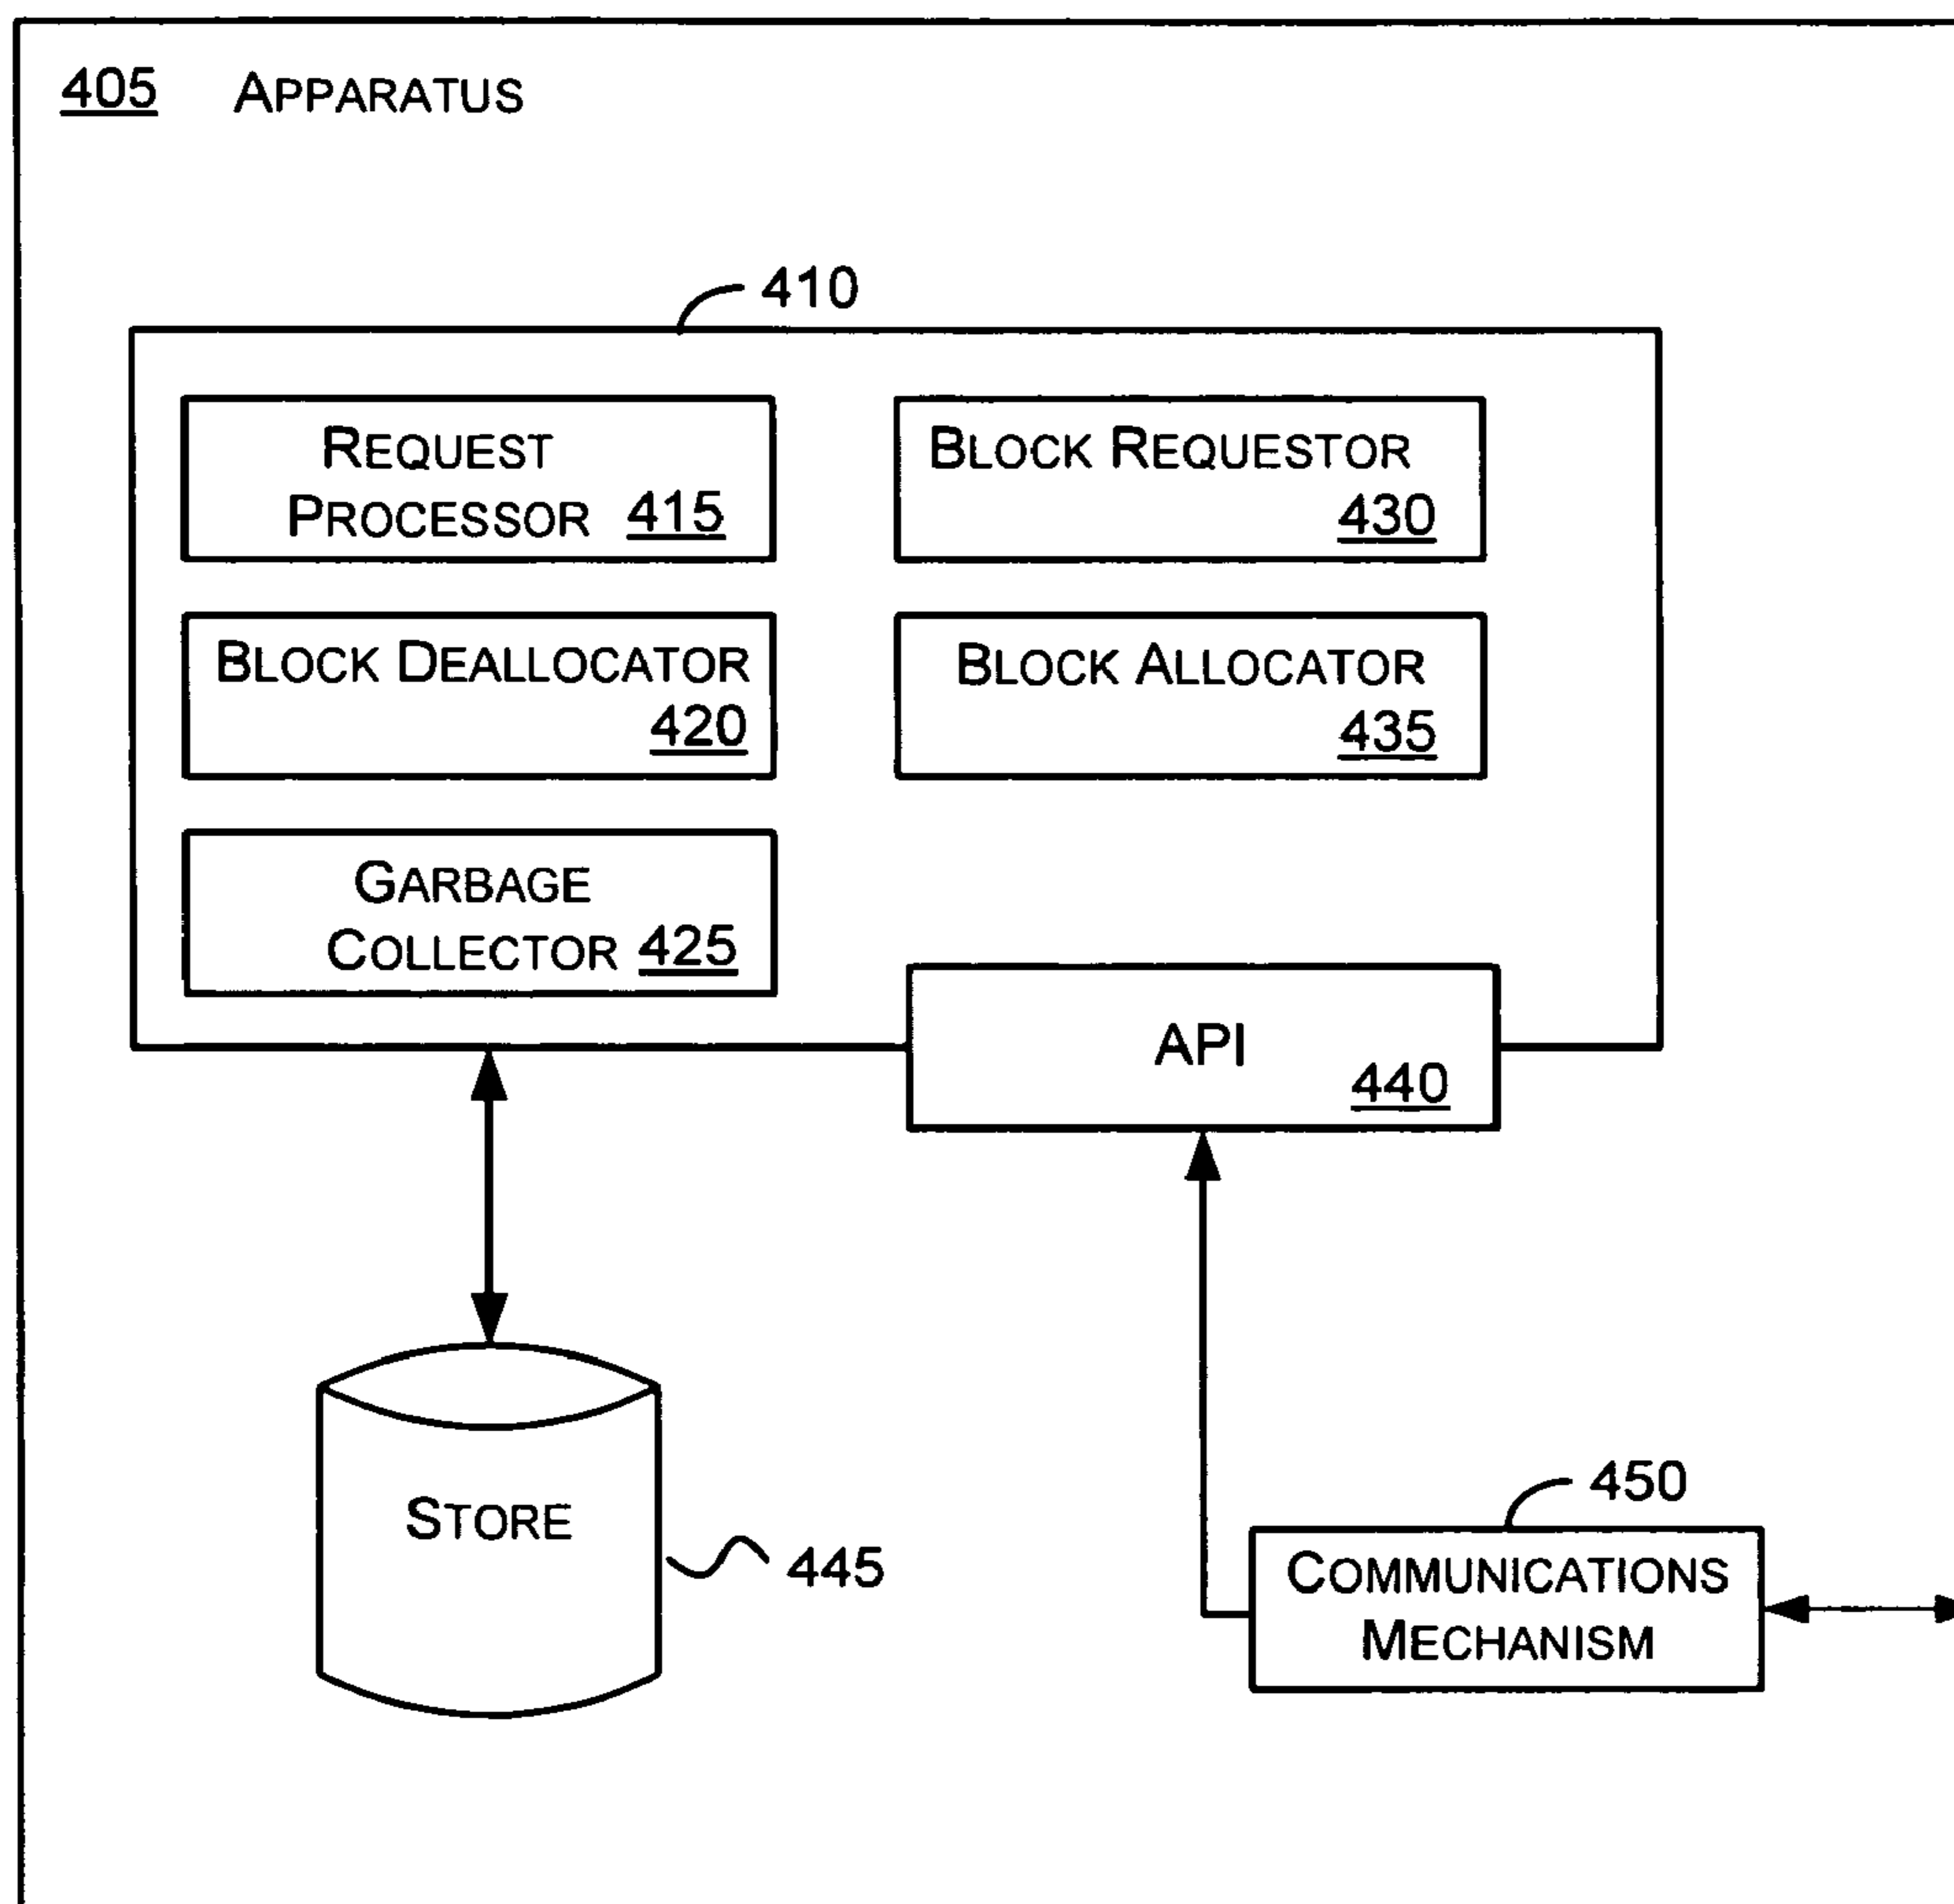 405 APPARATUS
410
REQUEST
PROCESSOR 415
BLOCK REQUESTOR
430
BLOCK DEALLOCATOR
420
BLOCK ALLOCATOR
435
GARBAGE
COLLECTOR 425
API
440
STORE
445
450
COMMUNICATIONS
MECHANISM